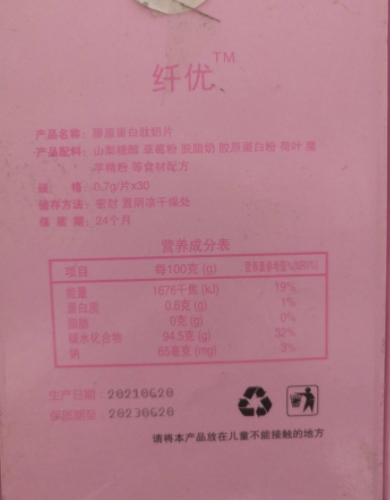 纤优™
产品名称：胶原蛋白肽奶片
产品配料：山梨糖醇 草莓粉 脱脂奶 胶原蛋白粉 荷叶 魔
芋精粉 等食材配方
规 格：0.7g/片x30
储存方法：密封 置阴凉干燥处
保质期：24个月
营养成分表
项目 每100克 (g) 营养素参考值%(NRV%)
能量 1676千焦 (kJ) 19%
蛋白质 0.6克 (g) 1%
脂肪 0克 (g) 0%
碳水化合物 94.5克 (g) 32%
钠 65毫克 (mg) 3%
生产日期：20210620
保质期至：20230620
请将本产品放在儿童不能接触的地方